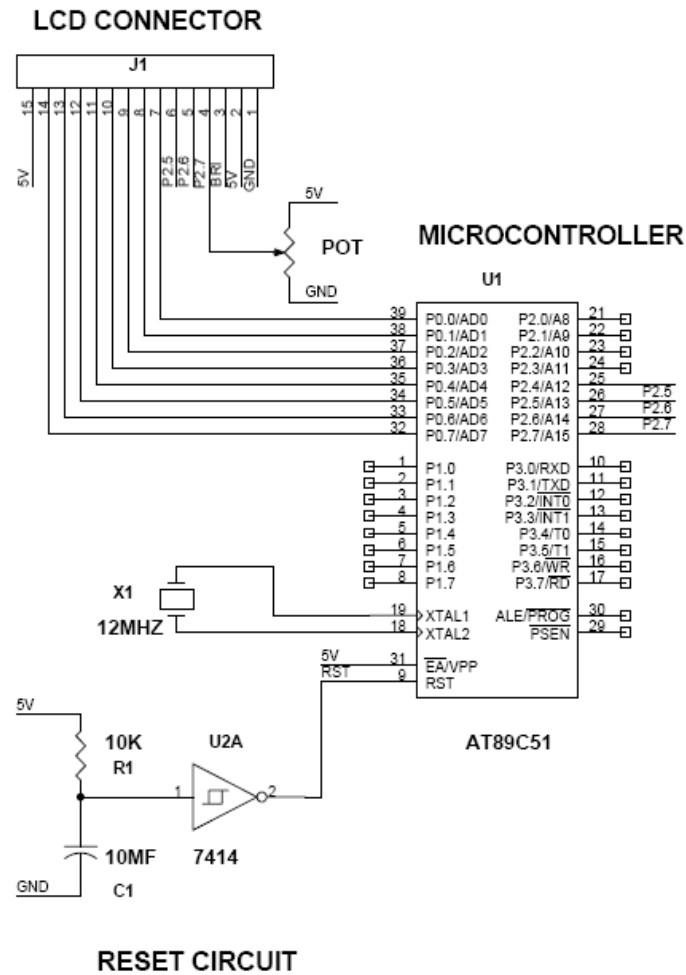 LCD CONNECTOR
J1
15 14 13 12 11 10 9 8 7 6 5 4 3 2 1
5V P2.5 P2.6 P2.7 BRI 5V GND
5V
POT
GND
MICROCONTROLLER
U1
39 P0.0/AD0 P2.0/A8 21
38 P0.1/AD1 P2.1/A9 22
37 P0.2/AD2 P2.2/A10 23
36 P0.3/AD3 P2.3/A11 24
35 P0.4/AD4 P2.4/A12 25
34 P0.5/AD5 P2.5/A13 26 P2.5
33 P0.6/AD6 P2.6/A14 27 P2.6
32 P0.7/AD7 P2.7/A15 28 P2.7
1 P1.0 P3.0/RXD 10
2 P1.1 P3.1/TXD 11
3 P1.2 P3.2/INT0 12
4 P1.3 P3.3/INT1 13
5 P1.4 P3.4/T0 14
6 P1.5 P3.5/T1 15
7 P1.6 P3.6/WR 16
8 P1.7 P3.7/RD 17
X1
12MHZ
19 XTAL1 ALE/PROG 30
18 XTAL2 PSEN 29
5V 31 EA/VPP
RST 9 RST
AT89C51
5V
10K
R1
U2A
1 2
7414
10MF
C1
GND
RESET CIRCUIT